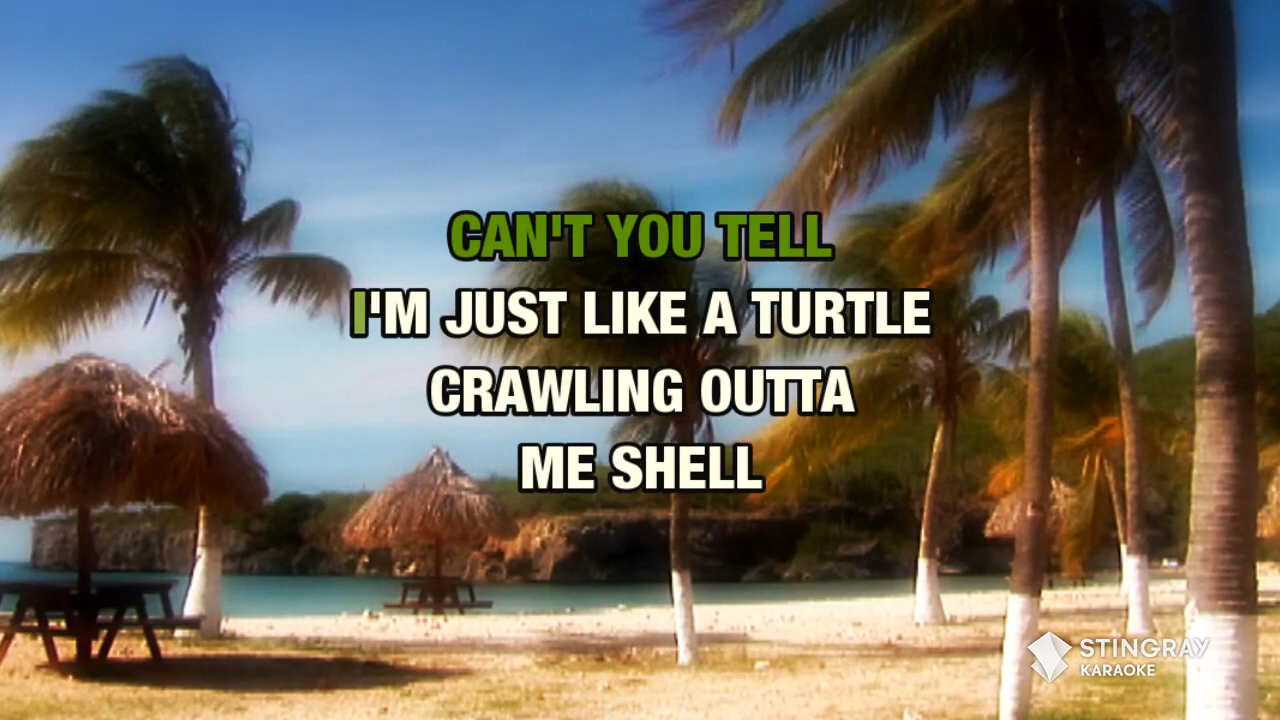 CAN'T YOU TELL
I'M JUST LIKE A TURTLE
CRAWLING OUTTA
ME SHELL
STINGRAY
KARAOKE